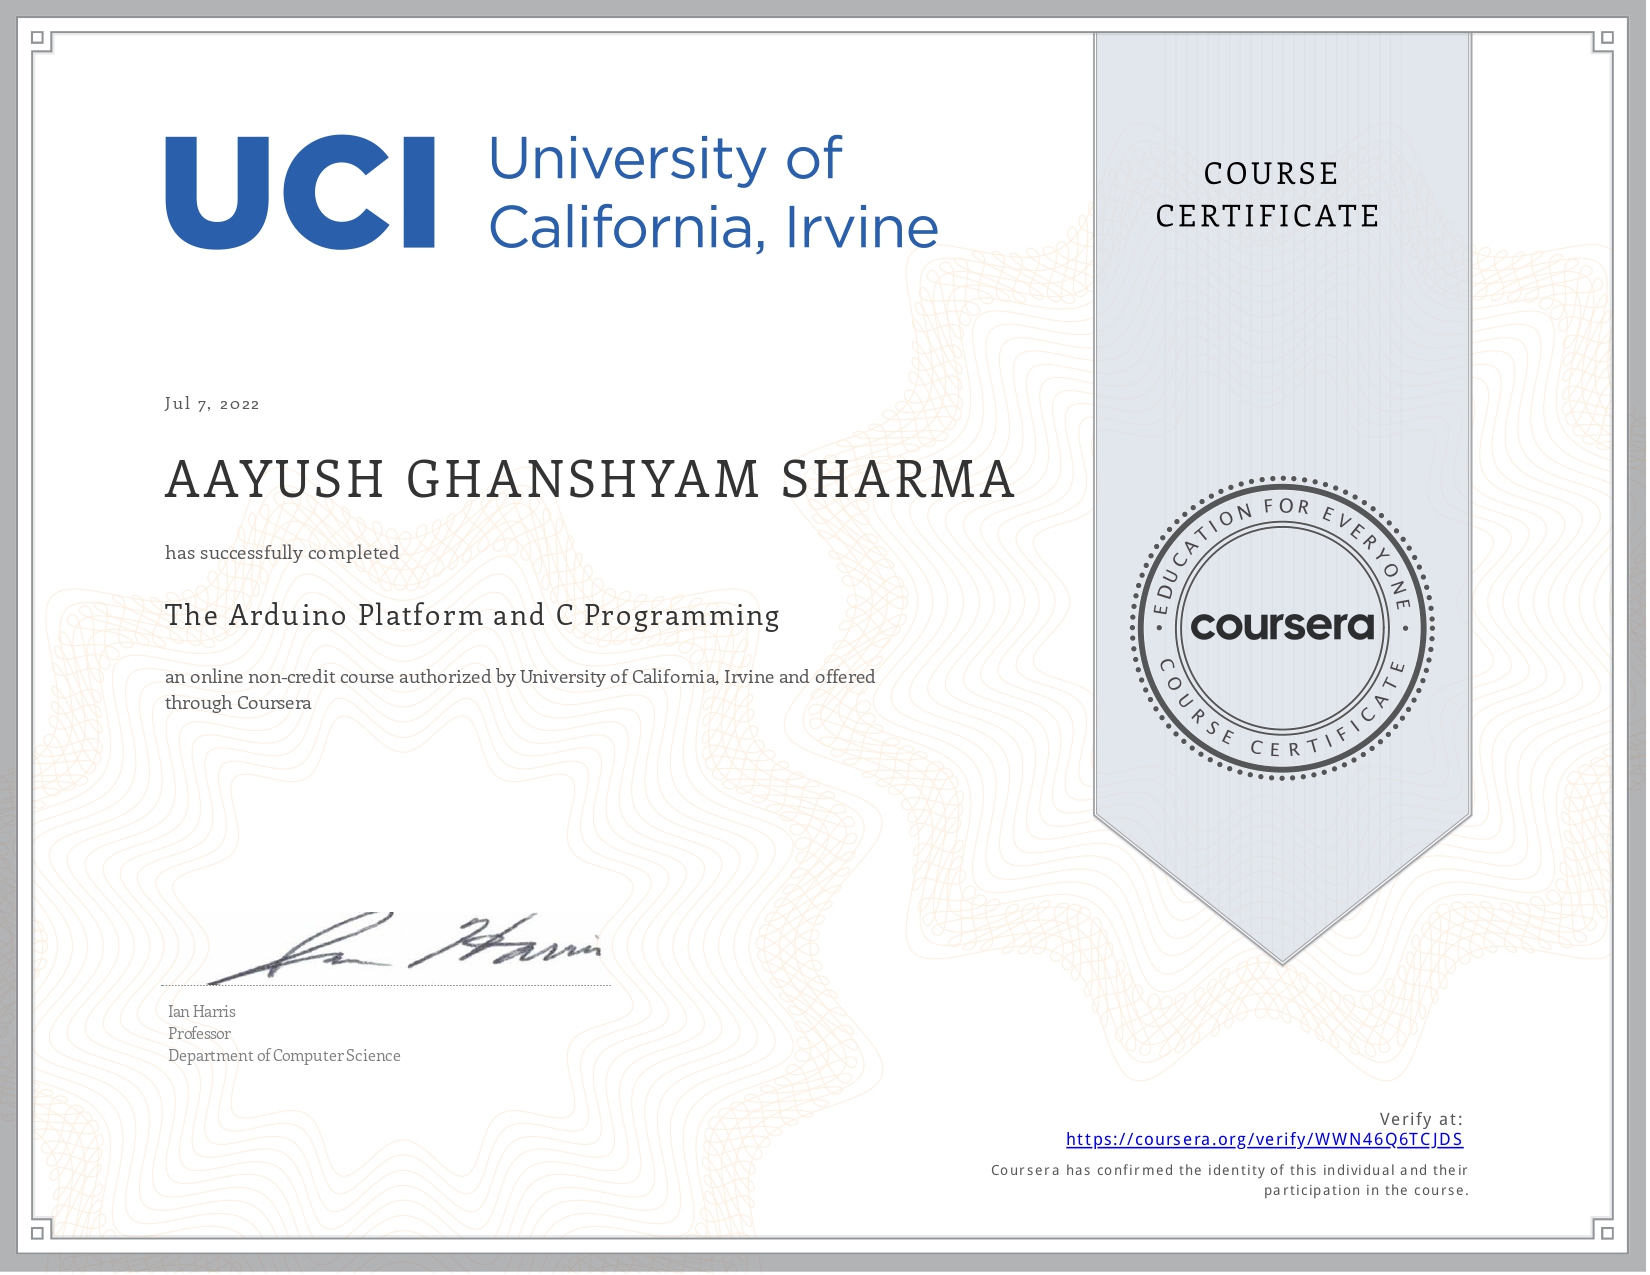 UCI University of
California, Irvine
COURSE
CERTIFICATE
Jul 7, 2022
AAYUSH GHANSHYAM SHARMA
has successfully completed
The Arduino Platform and C Programming
an online non-credit course authorized by University of California, Irvine and offered
through Coursera
EDUCATION FOR EVERYONE
coursera
COURSE CERTIFICATE
Ian Harris
Ian Harris
Professor
Department of Computer Science
Verify at:
https://coursera.org/verify/WWN46Q6TCJDS
Coursera has confirmed the identity of this individual and their
participation in the course.